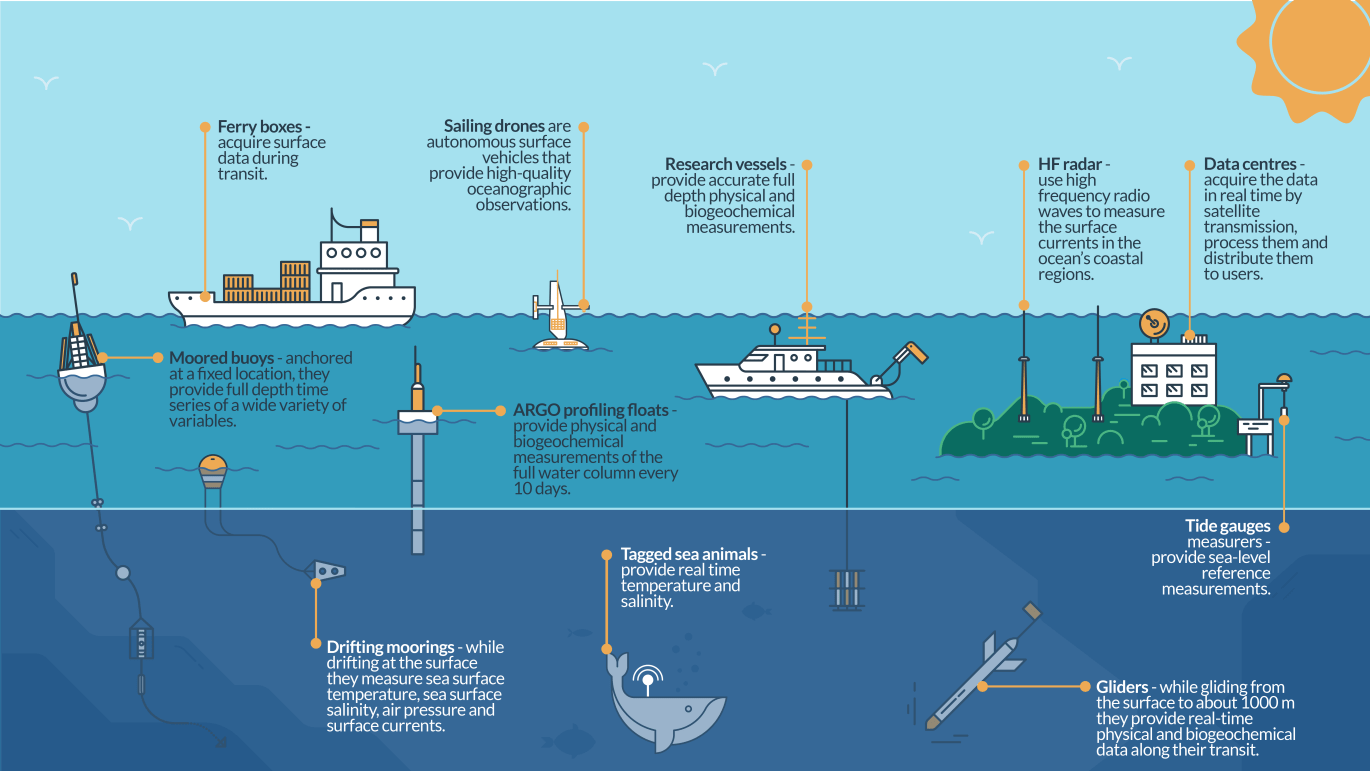 Ferry boxes -
acquire surface
data during
transit.
Sailing drones are
autonomous surface
vehicles that
provide high-quality
oceanographic
observations.
Research vessels -
provide accurate full
depth physical and
biogeochemical
measurements.
HF radar -
use high
frequency radio
waves to measure
the surface
currents in the
ocean's coastal
regions.
Data centres -
acquire the data
in real time by
satellite
transmission,
process them and
distribute them
to users.
Moored buoys - anchored
at a fixed location, they
provide full depth time
series of a wide variety of
variables.
ARGO profiling floats -
provide physical and
biogeochemical
measurements of the
full water column every
10 days.
Tide gauges
measurers -
provide sea-level
reference
measurements.
Tagged sea animals -
provide real time
temperature and
salinity.
Drifting moorings - while
drifting at the surface
they measure sea surface
temperature, sea surface
salinity, air pressure and
surface currents.
Gliders - while gliding from
the surface to about 1000 m
they provide real-time
physical and biogeochemical
data along their transit.